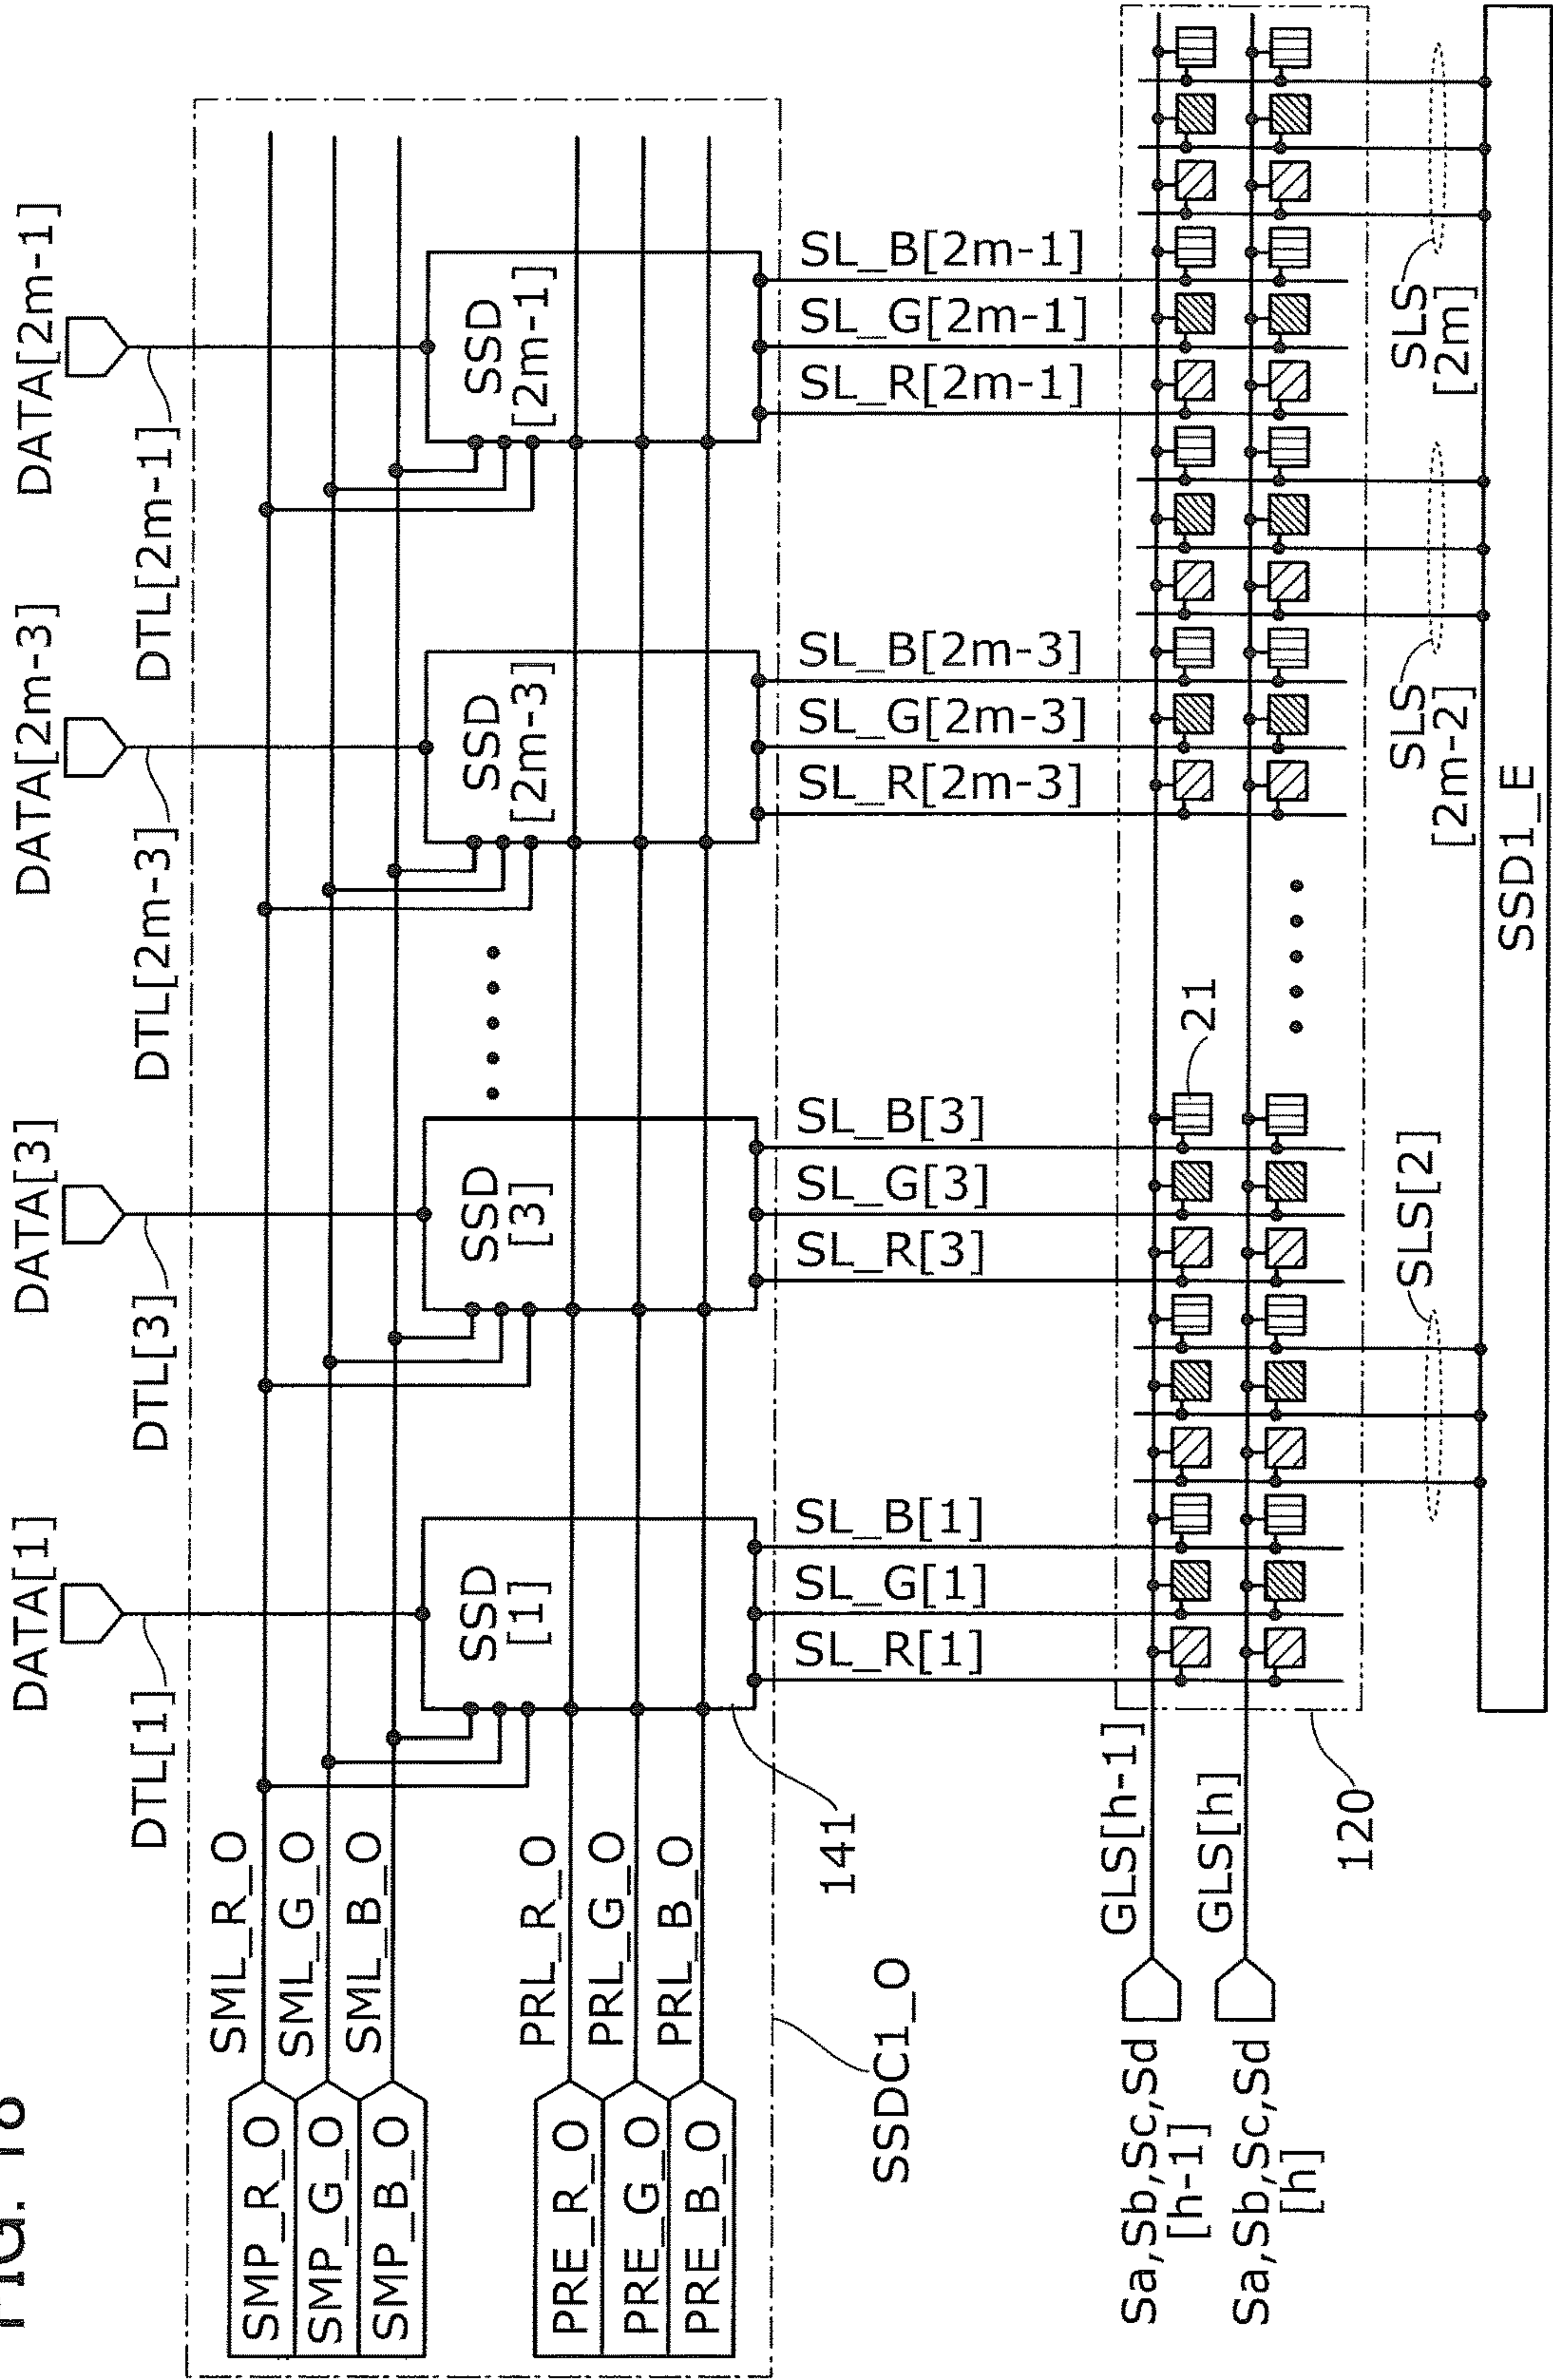 FIG. 18
DATA[1]
DATA[3]
DATA[2m-3]
DATA[2m-1]
DTL[1]
DTL[3]
DTL[2m-3]
DTL[2m-1]
SMP_R_O
SML_R_O
SMP_G_O
SML_G_O
SMP_B_O
SML_B_O
SSD
[1]
SSD
[3]
SSD
[2m-3]
SSD
[2m-1]
PRE_R_O
PRL_R_O
PRE_G_O
PRL_G_O
PRE_B_O
PRL_B_O
141
SSDC1_O
SL_R[1]
SL_G[1]
SL_B[1]
SL_R[3]
SL_G[3]
SL_B[3]
SL_R[2m-3]
SL_G[2m-3]
SL_B[2m-3]
SL_R[2m-1]
SL_G[2m-1]
SL_B[2m-1]
Sa,Sb,Sc,Sd
[h-1]
GLS[h-1]
21
Sa,Sb,Sc,Sd
[h]
GLS[h]
120
SLS[2]
SLS
[2m-2]
SLS
[2m]
SSD1_E